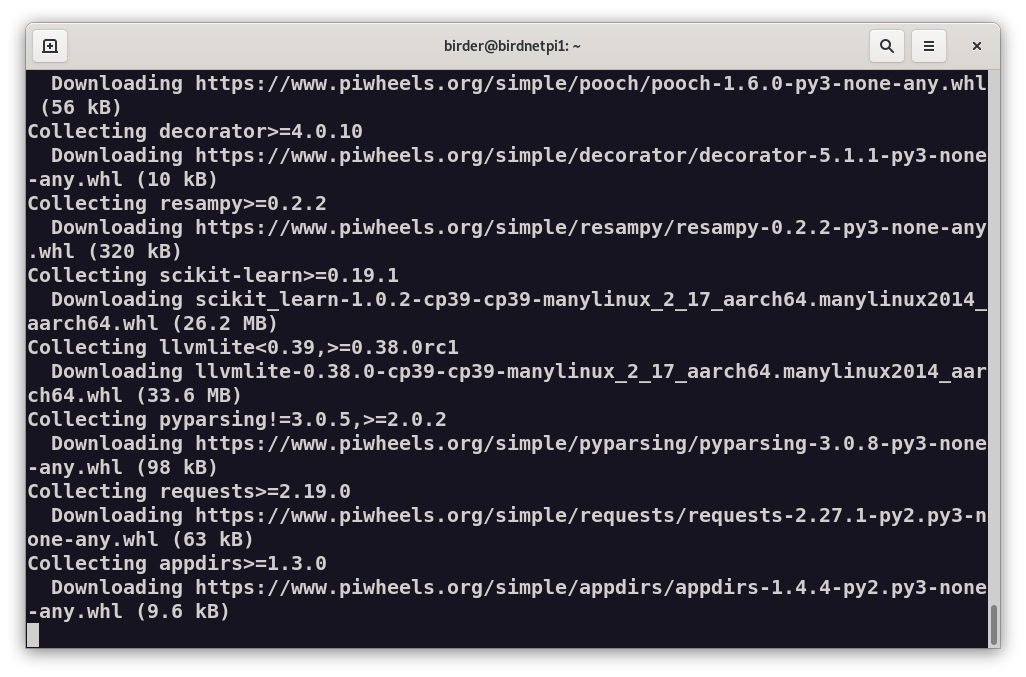 birder@birdnetpi1: ~
  Downloading https://www.piwheels.org/simple/pooch/pooch-1.6.0-py3-none-any.whl
 (56 kB)
Collecting decorator>=4.0.10
  Downloading https://www.piwheels.org/simple/decorator/decorator-5.1.1-py3-none
-any.whl (10 kB)
Collecting resampy>=0.2.2
  Downloading https://www.piwheels.org/simple/resampy/resampy-0.2.2-py3-none-any
.whl (320 kB)
Collecting scikit-learn>=0.19.1
  Downloading scikit_learn-1.0.2-cp39-cp39-manylinux_2_17_aarch64.manylinux2014_
aarch64.whl (26.2 MB)
Collecting llvmlite<0.39,>=0.38.0rc1
  Downloading llvmlite-0.38.0-cp39-cp39-manylinux_2_17_aarch64.manylinux2014_aar
ch64.whl (33.6 MB)
Collecting pyparsing!=3.0.5,>=2.0.2
  Downloading https://www.piwheels.org/simple/pyparsing/pyparsing-3.0.8-py3-none
-any.whl (98 kB)
Collecting requests>=2.19.0
  Downloading https://www.piwheels.org/simple/requests/requests-2.27.1-py2.py3-n
one-any.whl (63 kB)
Collecting appdirs>=1.3.0
  Downloading https://www.piwheels.org/simple/appdirs/appdirs-1.4.4-py2.py3-none
-any.whl (9.6 kB)